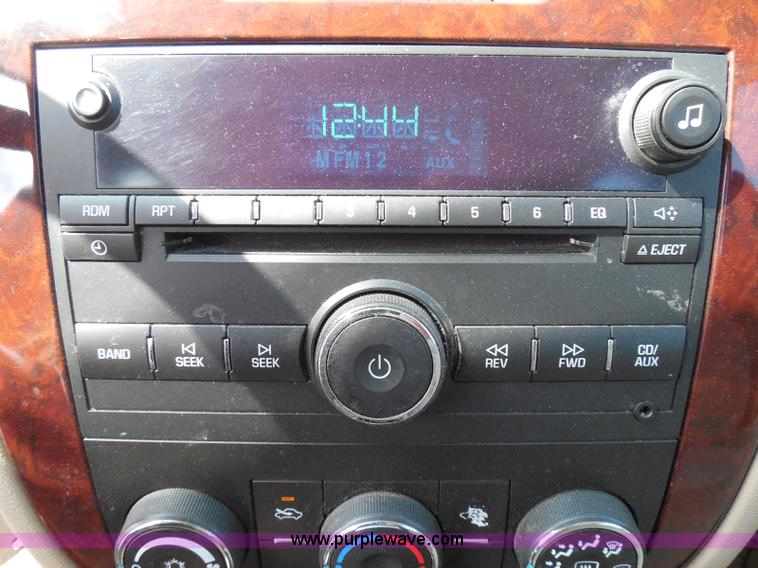 12:44
MFM12 AUX
RDM RPT 3 4 5 6 EQ
EJECT
BAND SEEK SEEK REV FWD CD/
AUX
www.purplewave.com